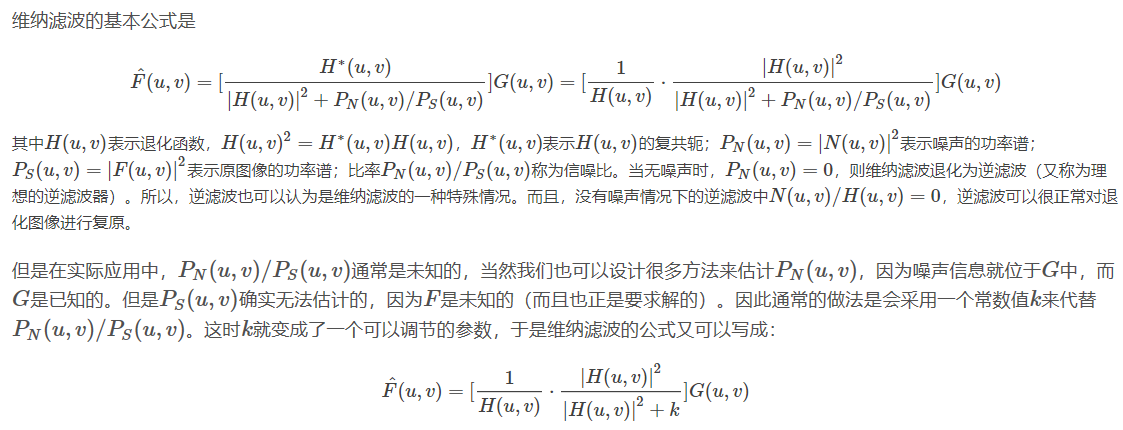 维纳滤波的基本公式是
$\hat{F}(u,v)=[\frac{H^*(u,v)}{|H(u,v)|^2+P_N(u,v)/P_S(u,v)}]G(u,v)=[\frac{1}{H(u,v)}\cdot\frac{|H(u,v)|^2}{|H(u,v)|^2+P_N(u,v)/P_S(u,v)}]G(u,v)$
其中$H(u,v)$表示退化函数，$H(u,v)^2=H^*(u,v)H(u,v)$，$H^*(u,v)$表示$H(u,v)$的复共轭；$P_N(u,v)=|N(u,v)|^2$表示噪声的功率谱；
$P_S(u,v)=|F(u,v)|^2$表示原图像的功率谱；比率$P_N(u,v)/P_S(u,v)$称为信噪比。当无噪声时，$P_N(u,v)=0$，则维纳滤波退化为逆滤波（又称为理
想的逆滤波器）。所以，逆滤波也可以认为是维纳滤波的一种特殊情况。而且，没有噪声情况下的逆滤波中$N(u,v)/H(u,v)=0$，逆滤波可以很正常对退
化图像进行复原。
但是在实际应用中，$P_N(u,v)/P_S(u,v)$通常是未知的，当然我们也可以设计很多方法来估计$P_N(u,v)$，因为噪声信息就位于$G$中，而
$G$是已知的。但是$P_S(u,v)$确实无法估计的，因为$F$是未知的（而且也正是要求解的）。因此通常的做法是会采用一个常数值$k$来代替
$P_N(u,v)/P_S(u,v)$。这时$k$就变成了一个可以调节的参数，于是维纳滤波的公式又可以写成：
$\hat{F}(u,v)=[\frac{1}{H(u,v)}\cdot\frac{|H(u,v)|^2}{|H(u,v)|^2+k}]G(u,v)$